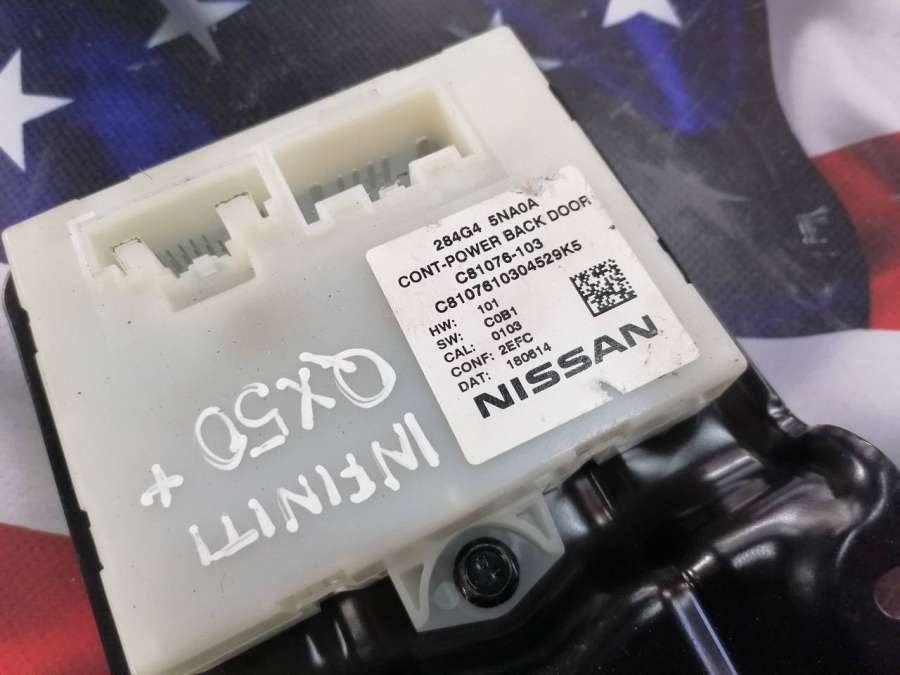 284G4 5NA0A
CONT-POWER BACK DOOR
C81076-103
C8107610304529K5
HW: 101
SW: C0B1
CAL: 0103
CONF: 2EFC
DAT: 180614
NISSAN
INFINITI
QX50 +